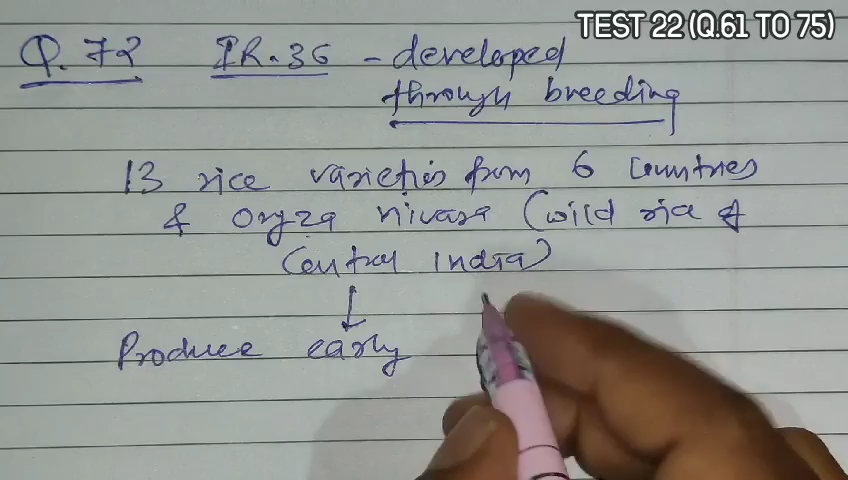 TEST 22 (Q.61 TO 75)
Q.72 IR.36 - developed
through breeding
13 rice varieties from 6 Countries
& Oryza nivara (wild rice of
Central India)
↓
Produce early